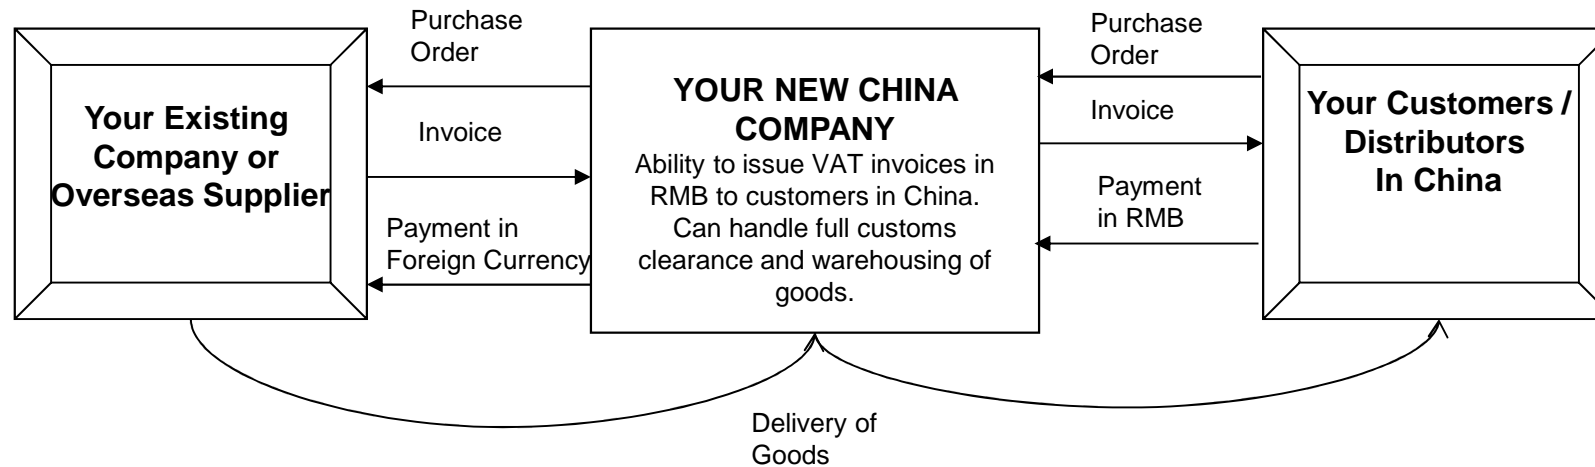 Purchase
Order
Purchase
Order
Your Existing
Company or
Overseas Supplier
Invoice
Payment in
Foreign Currency
YOUR NEW CHINA
COMPANY
Ability to issue VAT invoices in
RMB to customers in China.
Can handle full customs
clearance and warehousing of
goods.
Invoice
Payment
in RMB
Your Customers /
Distributors
In China
Delivery of
Goods